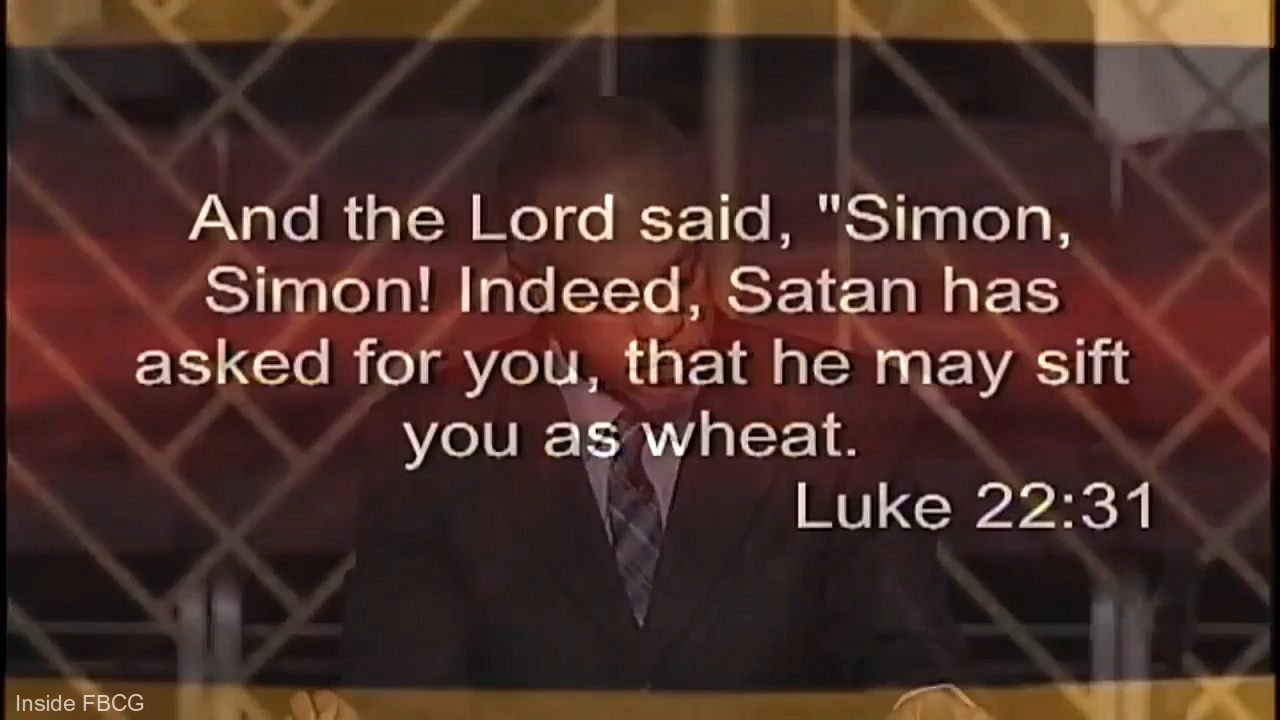 And the Lord said, "Simon,
Simon! Indeed, Satan has
asked for you, that he may sift
you as wheat.
Luke 22:31
Inside FBCG